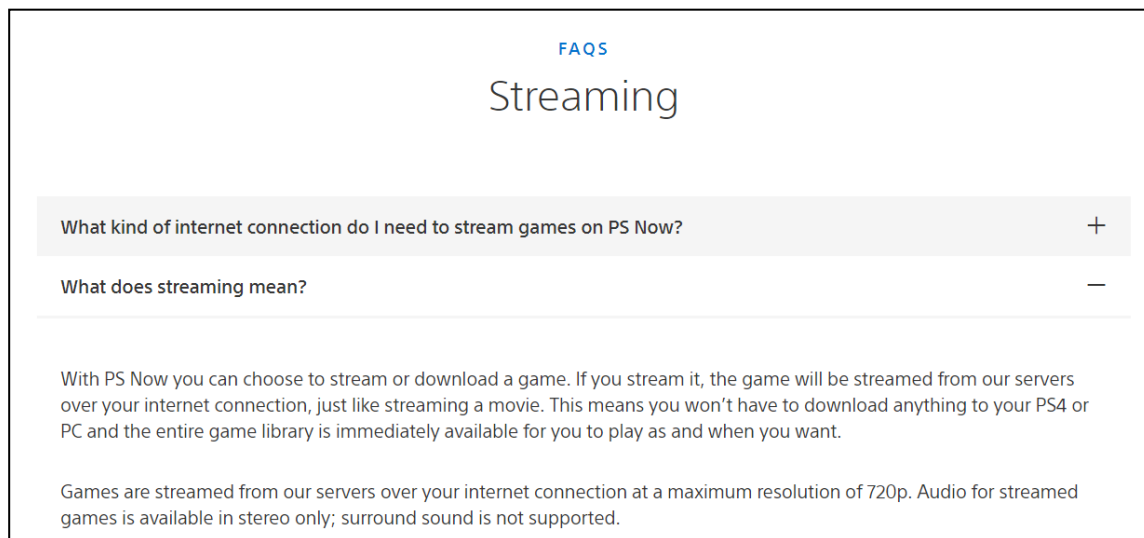 FAQS
Streaming
What kind of internet connection do I need to stream games on PS Now?
What does streaming mean?
With PS Now you can choose to stream or download a game. If you stream it, the game will be streamed from our servers
over your internet connection, just like streaming a movie. This means you won’t have to download anything to your PS4 or
PC and the entire game library is immediately available for you to play as and when you want.
Games are streamed from our servers over your internet connection at a maximum resolution of 720p. Audio for streamed
games is available in stereo only; surround sound is not supported.